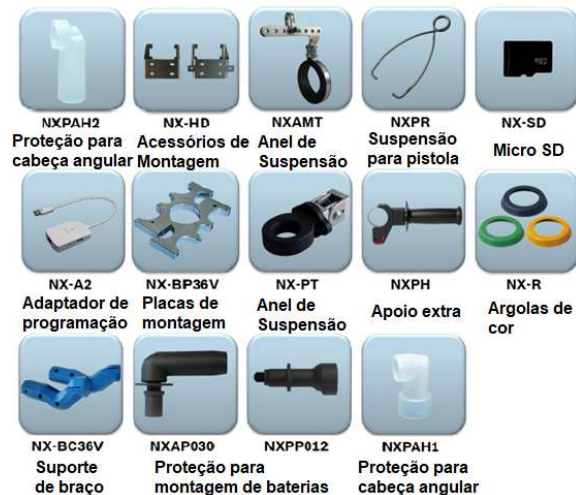 NXPAH2
Proteção para
cabeça angular
NX-HD
Acessórios de
Montagem
NXAMT
Anel de
Suspensão
NXPR
Suspensão
para pistola
NX-SD
Micro SD
NX-A2
Adaptador de
programação
NX-BP36V
Placas de
montagem
NX-PT
Anel de
Suspensão
NXPH
Apoio extra
NX-R
Argolas de
cor
NX-BC36V
Suporte
de braço
NXAP030
NXPP012
Proteção para
montagem de baterias
NXPAH1
Proteção para
cabeça angular